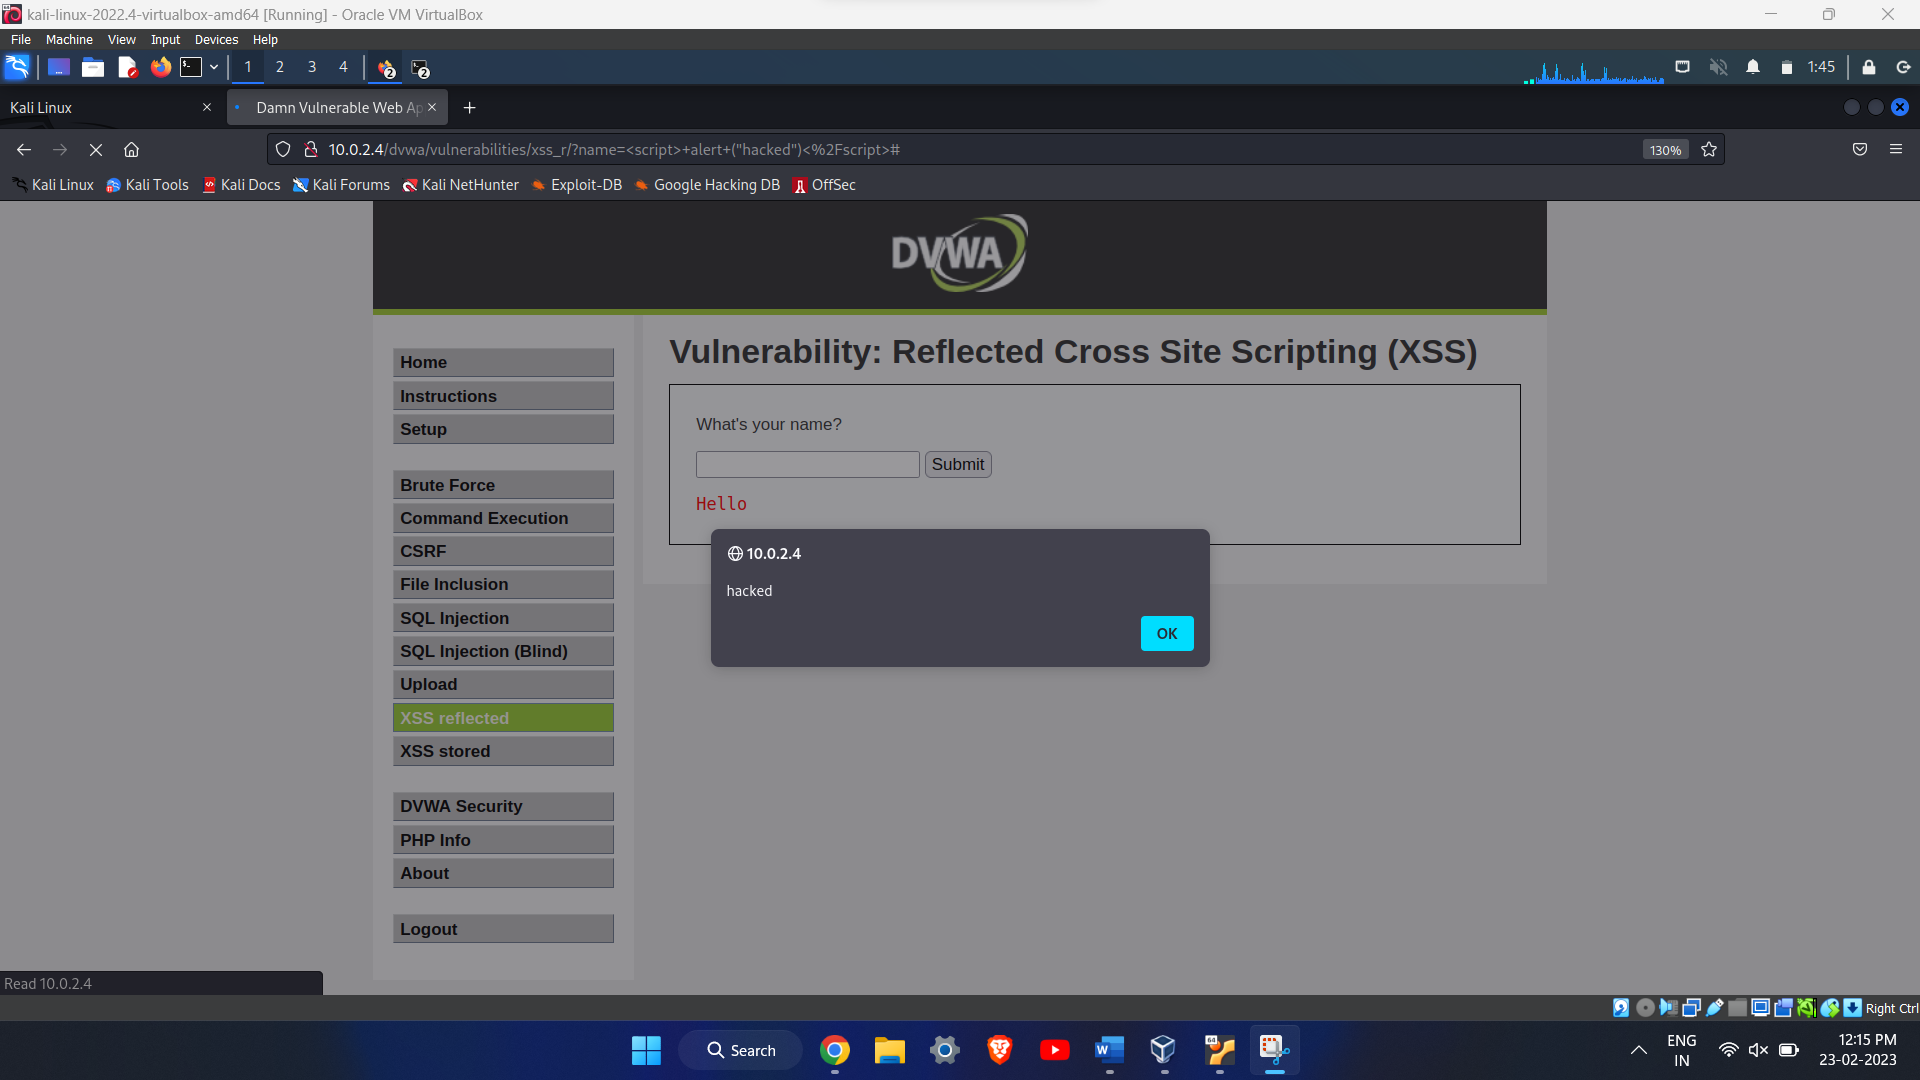 kali-linux-2022.4-virtualbox-amd64 [Running] - Oracle VM VirtualBox
File Machine View Input Devices Help
1 2 3 4 2 2 1:45
Kali Linux Damn Vulnerable Web Ap
10.0.2.4/dvwa/vulnerabilities/xss_r/?name=<script>+alert+("hacked")<%2Fscript># 130%
Kali Linux Kali Tools Kali Docs Kali Forums Kali NetHunter Exploit-DB Google Hacking DB OffSec
DVWA
Home
Instructions
Setup
Brute Force
Command Execution
CSRF
File Inclusion
SQL Injection
SQL Injection (Blind)
Upload
XSS reflected
XSS stored
DVWA Security
PHP Info
About
Logout
Vulnerability: Reflected Cross Site Scripting (XSS)
What's your name?
Submit
Hello
10.0.2.4
hacked
OK
Read 10.0.2.4
Right Ctrl
Search
64
ENG
IN
12:15 PM
23-02-2023